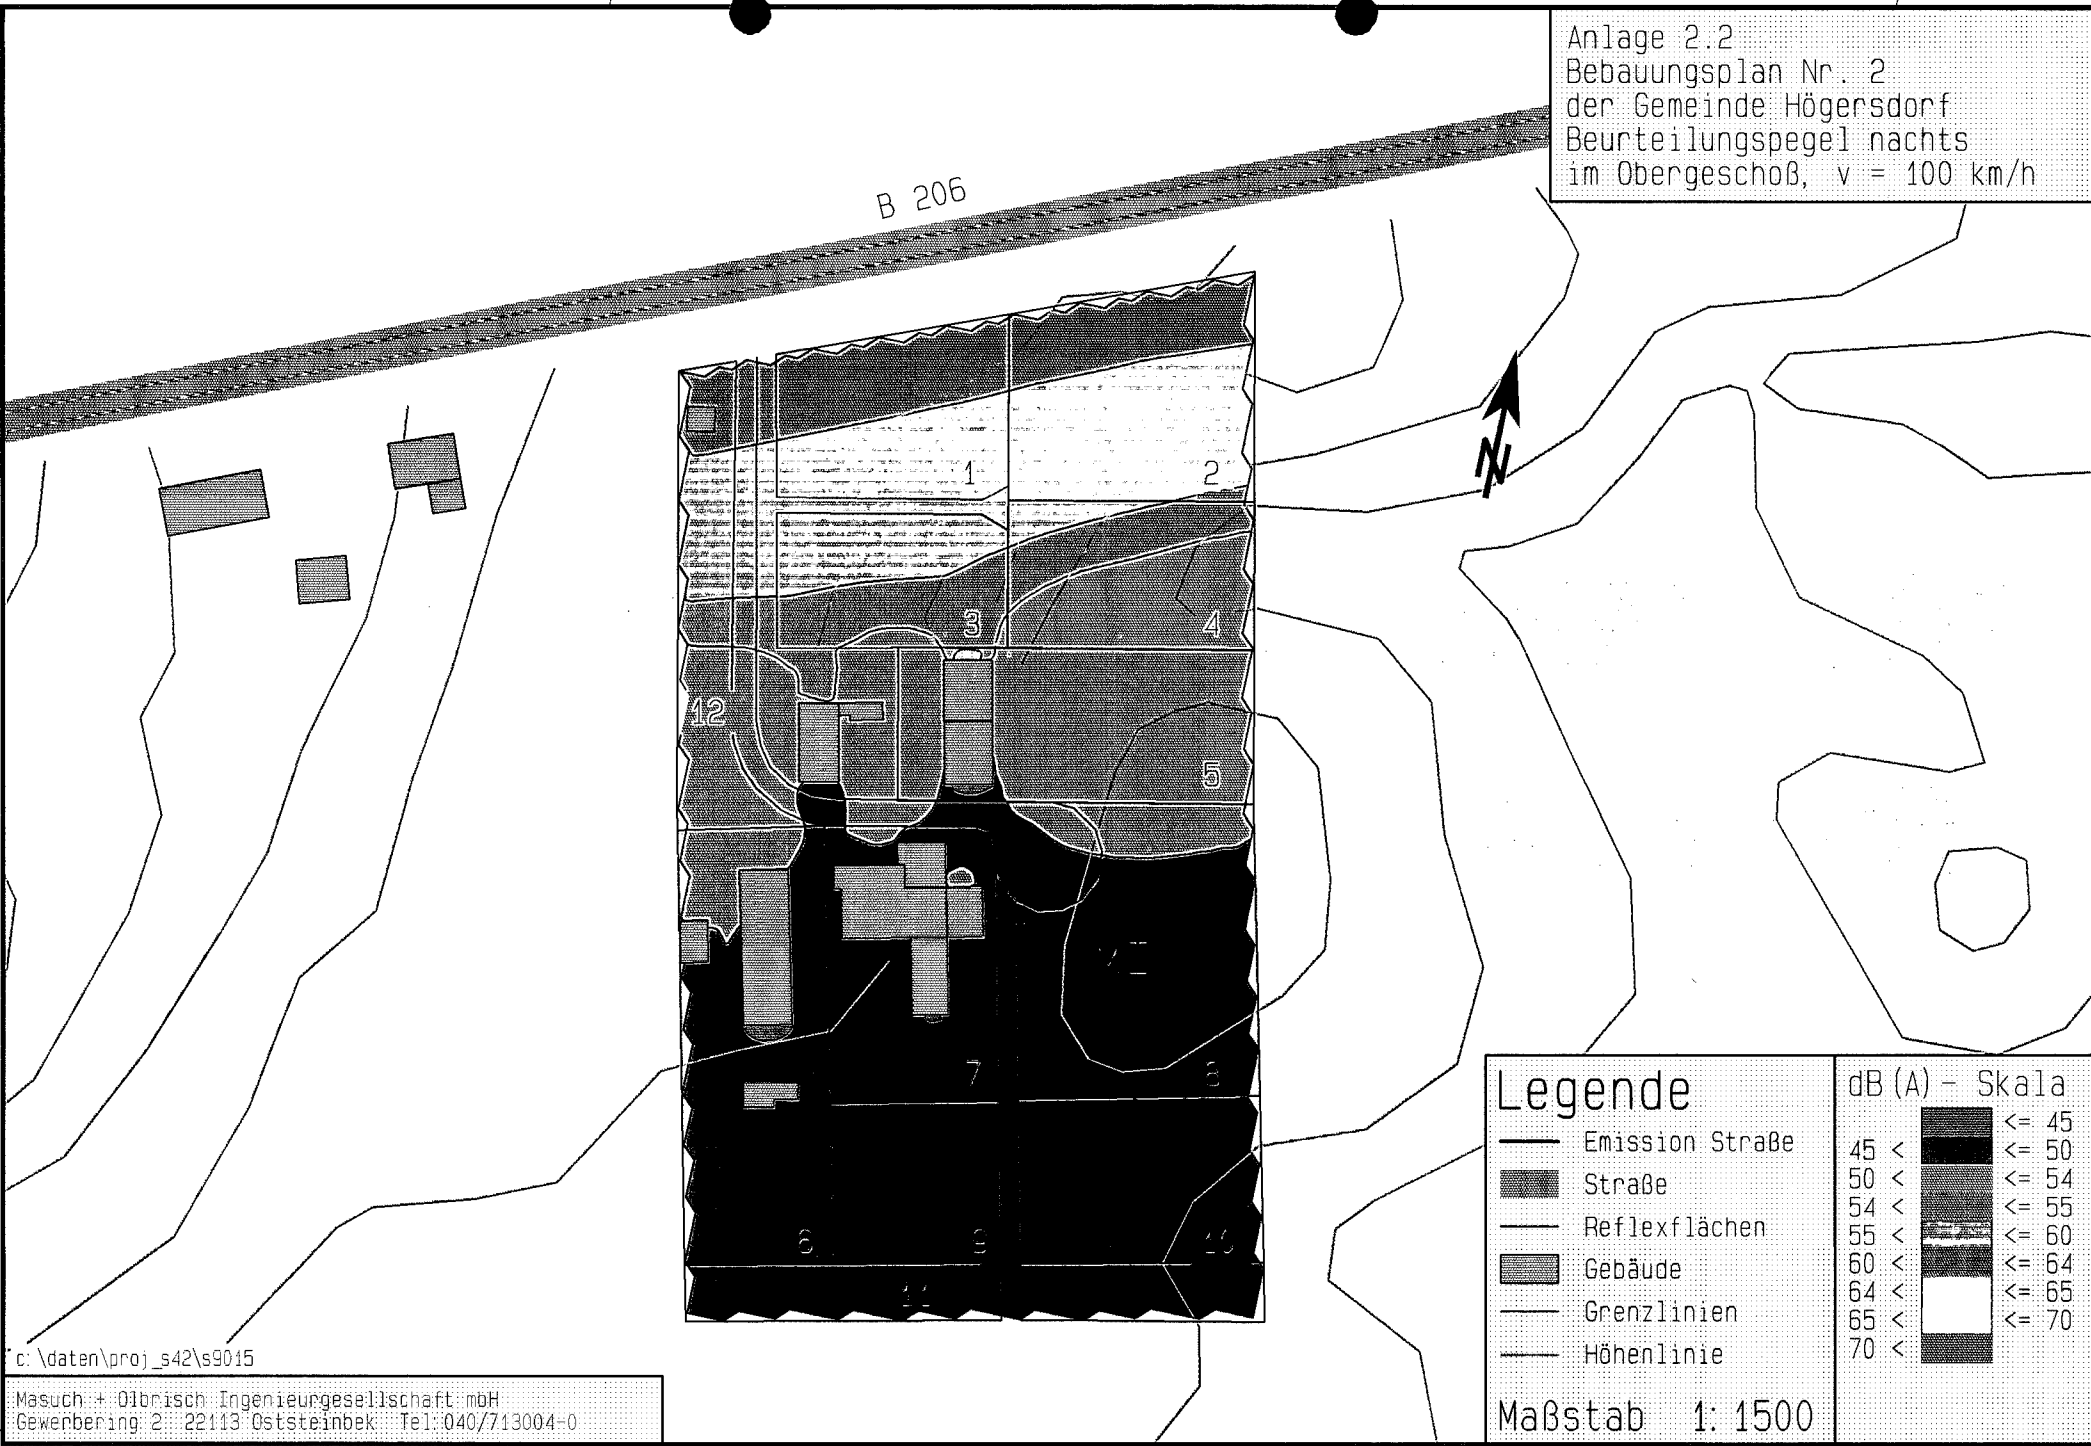 Anlage 2.2
Bebauungsplan Nr. 2
der Gemeinde Högersdorf
Beurteilungspegel nachts
im Obergeschoß, v = 100 km/h
B 206
N
1
2
3
4
12
5
7
8
6
9
10
11
Legende
Emission Straße
Straße
Reflexflächen
Gebäude
Grenzlinien
Höhenlinie
Maßstab 1: 1500
dB (A) - Skala
<= 45
45 < <= 50
50 < <= 54
54 < <= 55
55 < <= 60
60 < <= 64
64 < <= 65
65 < <= 70
70 <
c:\daten\proj_s42\s9015
Masuch + Olbrisch Ingenieurgesellschaft mbH
Gewerbering 2 22113 Oststeinbek Tel:040/713004-0